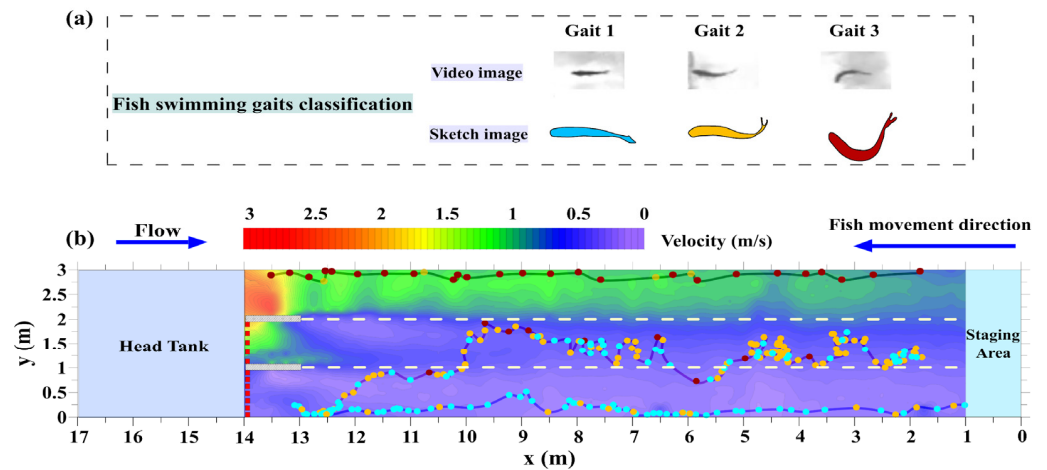 (a)
Gait 1 Gait 2 Gait 3
Video image
Fish swimming gaits classification
Sketch image
(b)
Flow
3 2.5 2 1.5 1 0.5 0
Velocity (m/s)
Fish movement direction
3
2.5
2
1.5
1
0.5
0
y (m)
Head Tank
Staging
Area
17 16 15 14 13 12 11 10 9 8 7 6 5 4 3 2 1 0
x (m)